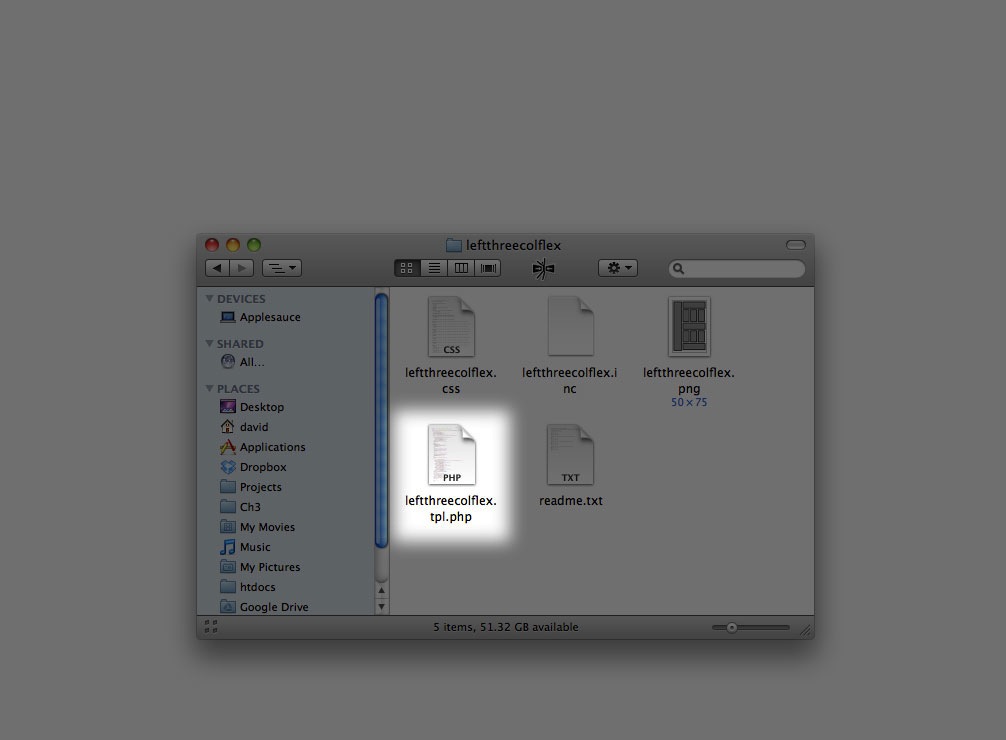 leftthreecolflex
DEVICES
Applesauce
SHARED
All...
PLACES
Desktop
david
Applications
Dropbox
Projects
Ch3
My Movies
Music
My Pictures
htdocs
Google Drive
CSS
leftthreecolflex.
css
leftthreecolflex.i
nc
leftthreecolflex.
png
50 × 75
PHP
leftthreecolflex.
tpl.php
TXT
readme.txt
5 items, 51.32 GB available